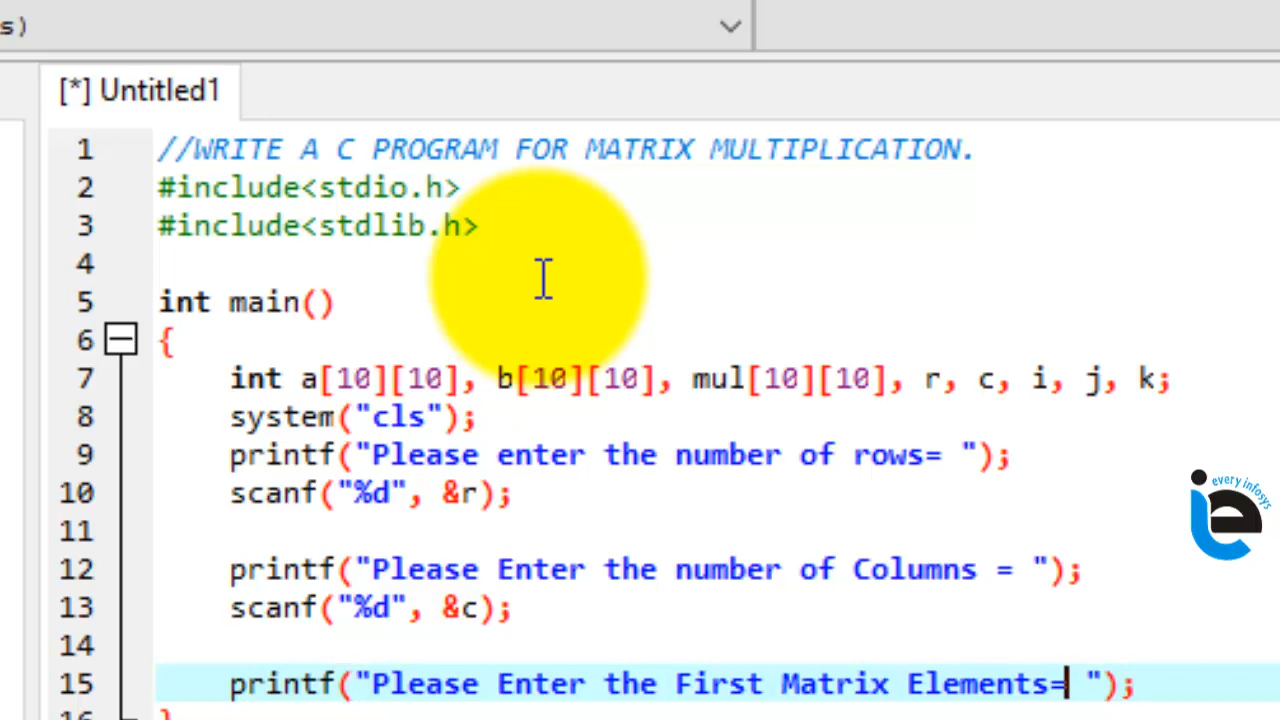 s)
[*] Untitled1
1 //WRITE A C PROGRAM FOR MATRIX MULTIPLICATION.
2 #include<stdio.h>
3 #include<stdlib.h>
4
5 int main()
6 {
7 int a[10][10], b[10][10], mul[10][10], r, c, i, j, k;
8 system("cls");
9 printf("Please enter the number of rows= ");
10 scanf("%d", &r);
11
12 printf("Please Enter the number of Columns = ");
13 scanf("%d", &c);
14
15 printf("Please Enter the First Matrix Elements= ");
16 }
every infosys
ie